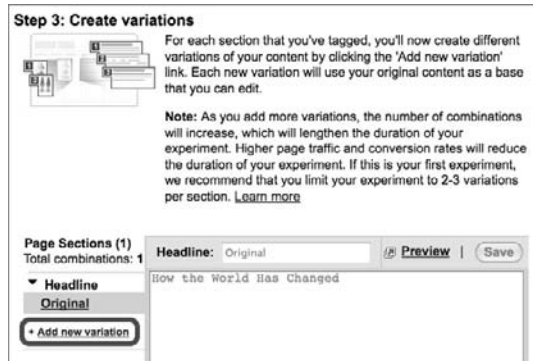 Step 3: Create variations
For each section that you've tagged, you'll now create different
variations of your content by clicking the 'Add new variation'
link. Each new variation will use your original content as a base
that you can edit.
Note: As you add more variations, the number of combinations
will increase, which will lengthen the duration of your
experiment. Higher page traffic and conversion rates will reduce
the duration of your experiment. If this is your first experiment,
we recommend that you limit your experiment to 2-3 variations
per section. Learn more
Page Sections (1)
Total combinations: 1
Headline: Original Preview | Save
Headline
Original
+ Add new variation
How the World Has Changed